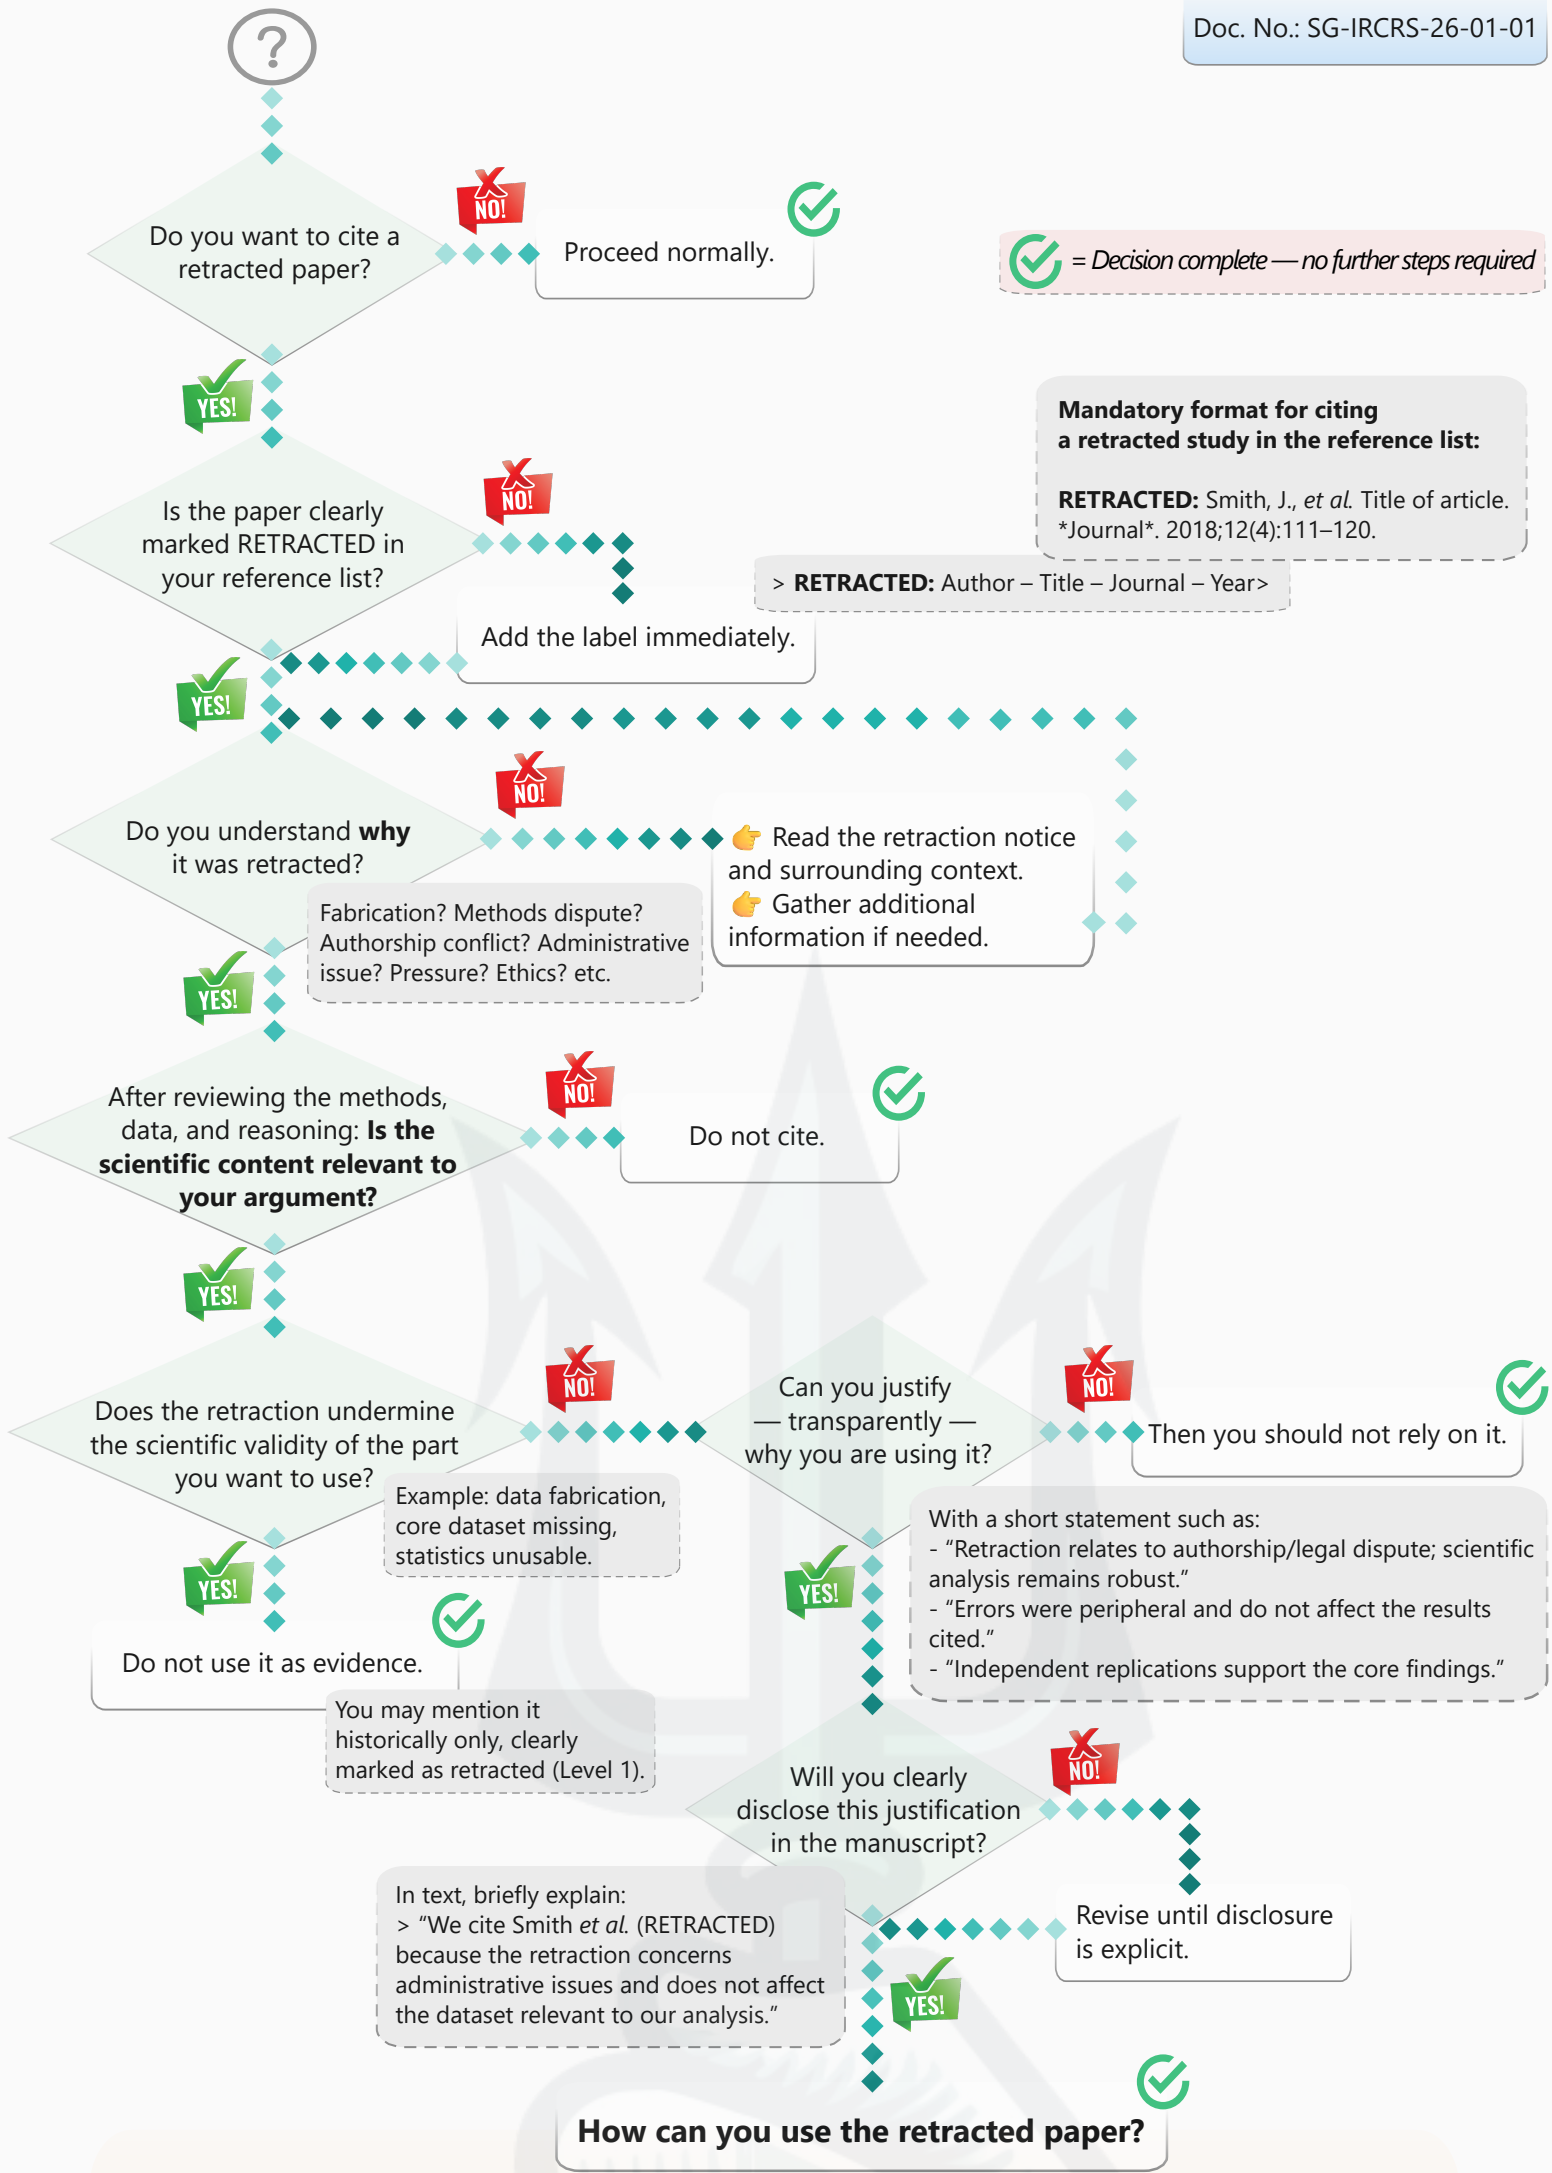 Doc. No.: SG-IRCRS-26-01-01
?
Do you want to cite a
retracted paper?
NO!
Proceed normally.
= Decision complete — no further steps required
YES!
Mandatory format for citing
a retracted study in the reference list:
RETRACTED: Smith, J., et al. Title of article.
*Journal*. 2018;12(4):111–120.
Is the paper clearly
marked RETRACTED in
your reference list?
NO!
> RETRACTED: Author – Title – Journal – Year>
Add the label immediately.
YES!
Do you understand why
it was retracted?
NO!
👉 Read the retraction notice
and surrounding context.
👉 Gather additional
information if needed.
Fabrication? Methods dispute?
Authorship conflict? Administrative
issue? Pressure? Ethics? etc.
YES!
After reviewing the methods,
data, and reasoning: Is the
scientific content relevant to
your argument?
NO!
Do not cite.
YES!
Does the retraction undermine
the scientific validity of the part
you want to use?
NO!
Example: data fabrication,
core dataset missing,
statistics unusable.
Can you justify
— transparently —
why you are using it?
NO!
Then you should not rely on it.
With a short statement such as:
- “Retraction relates to authorship/legal dispute; scientific
analysis remains robust.”
- “Errors were peripheral and do not affect the results
cited.”
- “Independent replications support the core findings.”
YES!
Do not use it as evidence.
You may mention it
historically only, clearly
marked as retracted (Level 1).
YES!
Will you clearly
disclose this justification
in the manuscript?
NO!
In text, briefly explain:
> “We cite Smith et al. (RETRACTED)
because the retraction concerns
administrative issues and does not affect
the dataset relevant to our analysis.”
Revise until disclosure
is explicit.
YES!
How can you use the retracted paper?